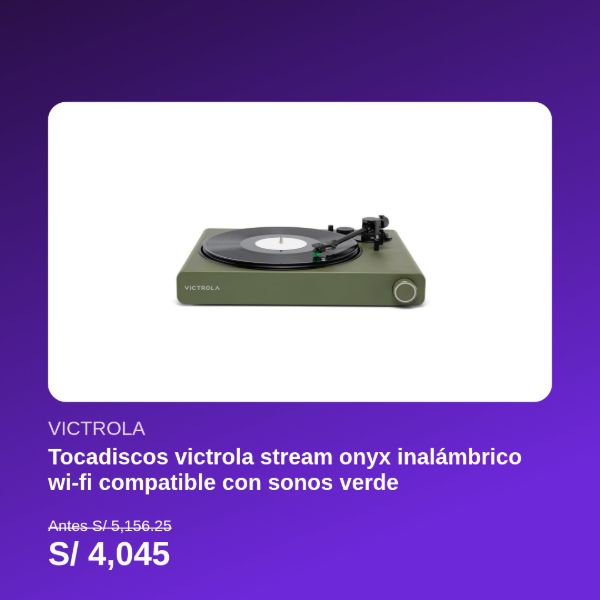 VICTROLA
VICTROLA
Tocadiscos victrola stream onyx inalámbrico
wi-fi compatible con sonos verde
Antes S/ 5,156.25
S/ 4,045